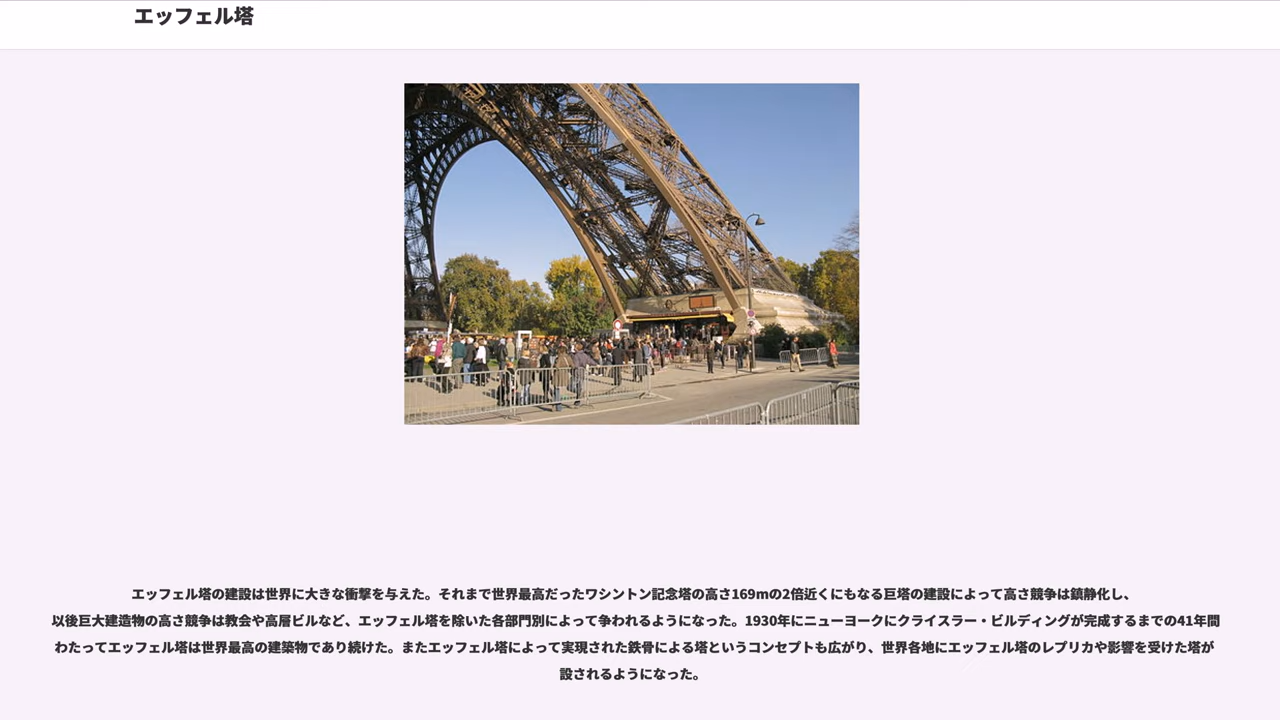 エッフェル塔
エッフェル塔の建設は世界に大きな衝撃を与えた。それまで世界最高だったワシントン記念塔の高さ169mの2倍近くにもなる巨塔の建設によって高さ競争は鎮静化し、
以後巨大建造物の高さ競争は教会や高層ビルなど、エッフェル塔を除いた各部門別によって争われるようになった。1930年にニューヨークにクライスラー・ビルディングが完成するまでの41年間
わたってエッフェル塔は世界最高の建築物であり続けた。またエッフェル塔によって実現された鉄骨による塔というコンセプトも広がり、世界各地にエッフェル塔のレプリカや影響を受けた塔が
設されるようになった。